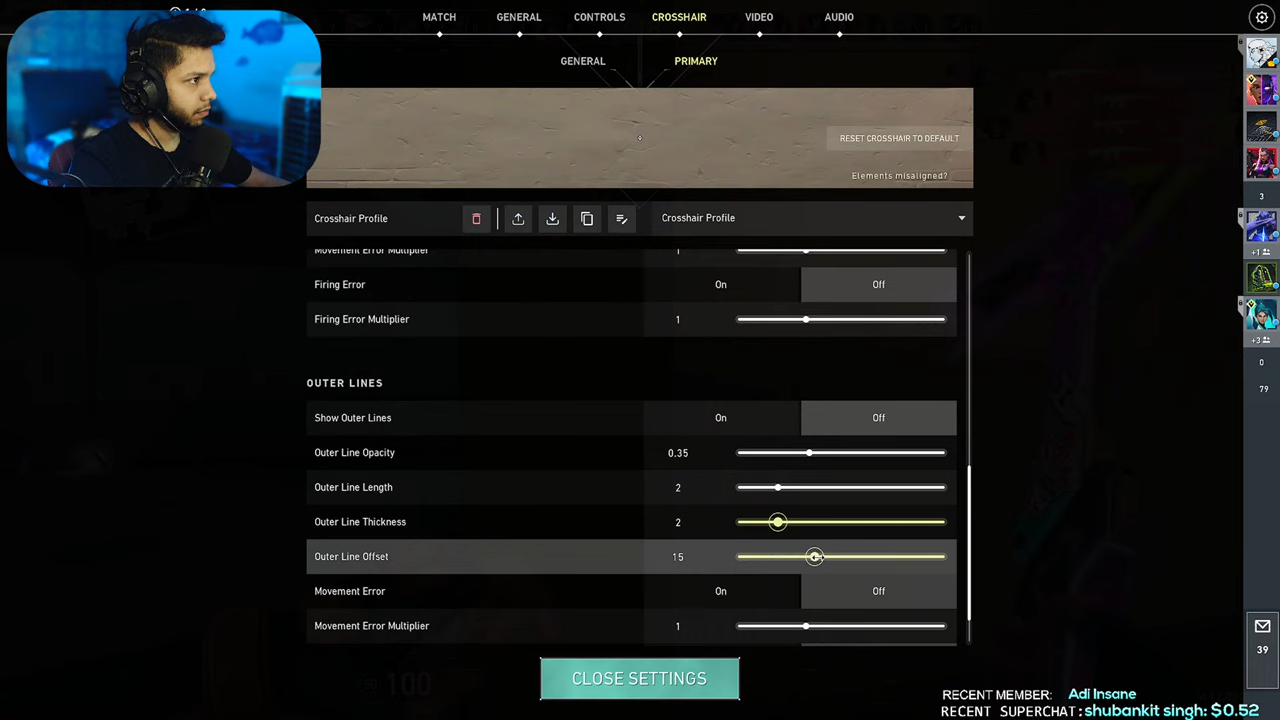 MATCH GENERAL CONTROLS CROSSHAIR VIDEO AUDIO
GENERAL PRIMARY
RESET CROSSHAIR TO DEFAULT
Elements misaligned?
Crosshair Profile Crosshair Profile
Movement Error Multiplier 1
Firing Error On Off
Firing Error Multiplier 1
OUTER LINES
Show Outer Lines On Off
Outer Line Opacity 0.35
Outer Line Length 2
Outer Line Thickness 2
Outer Line Offset 15
Movement Error On Off
Movement Error Multiplier 1
CLOSE SETTINGS
100
3
+1
+3
0
79
39
RECENT MEMBER: Adi Insane
RECENT SUPERCHAT: shubankit singh: $0.52